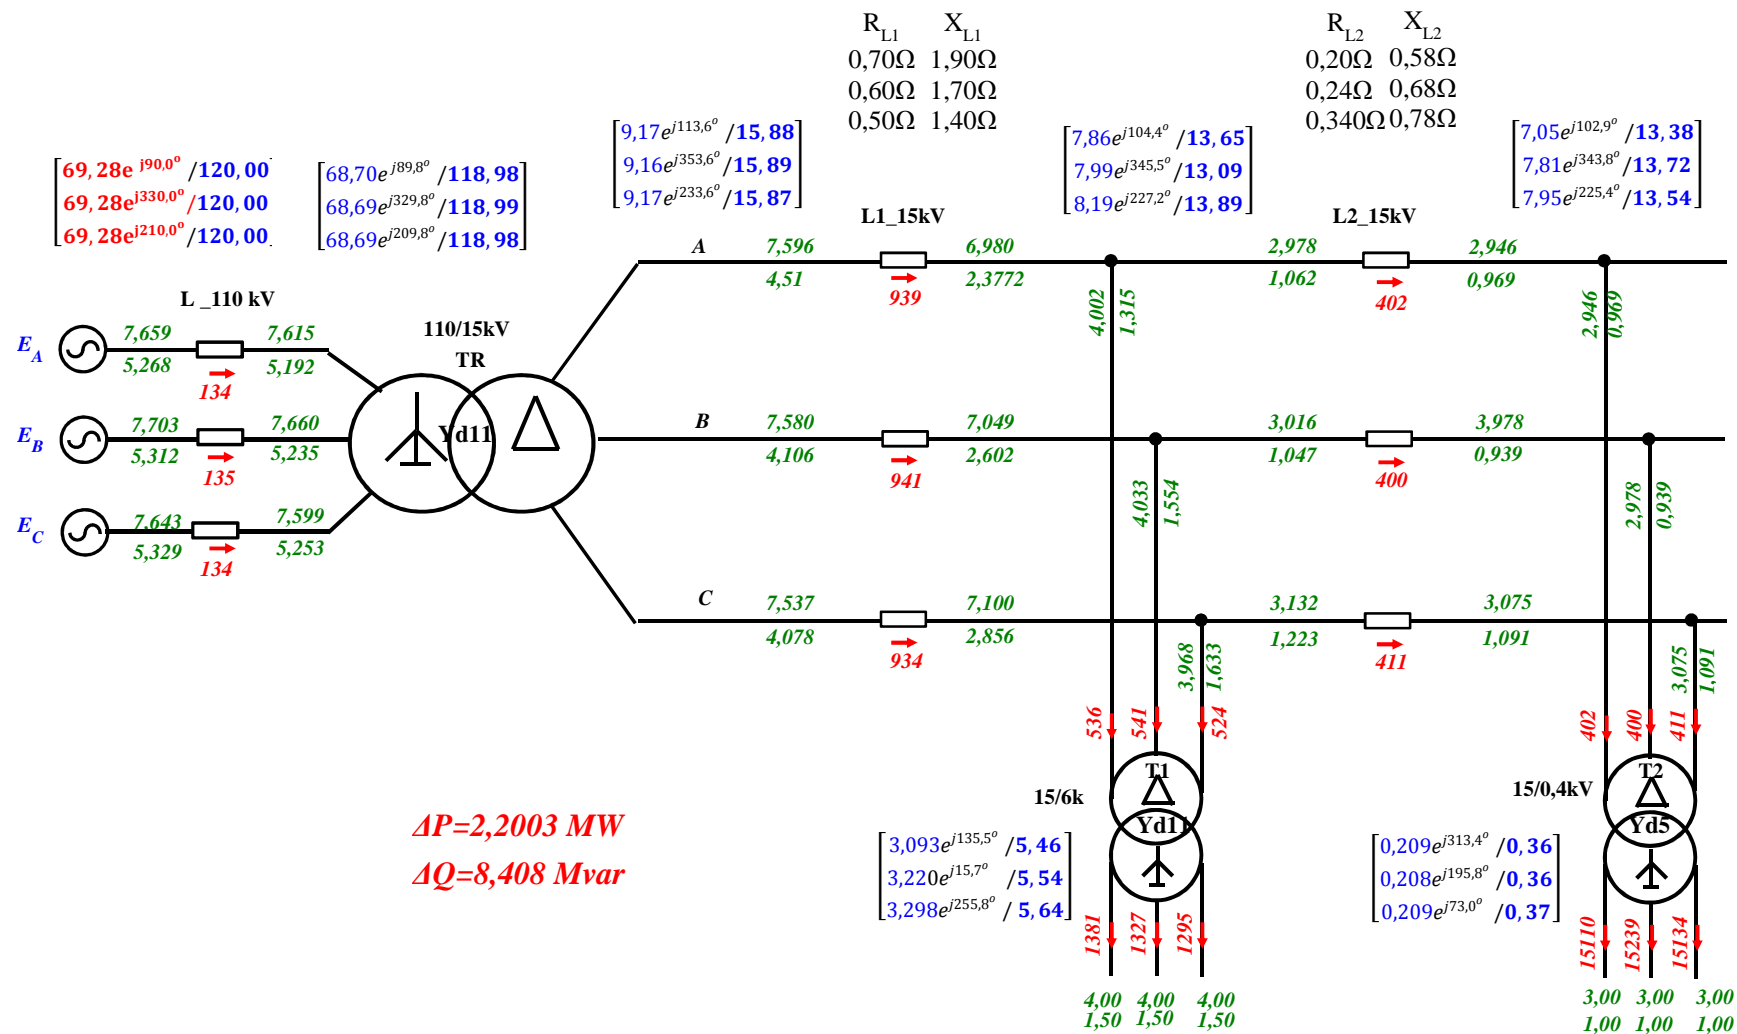 R_L1 X_L1
0,70Ω 1,90Ω
0,60Ω 1,70Ω
0,50Ω 1,40Ω
R_L2 X_L2
0,20Ω 0,58Ω
0,24Ω 0,68Ω
0,340Ω 0,78Ω
69,28e^j90,0° /120,00
69,28e^j330,0° /120,00
69,28e^j210,0° /120,00
68,70e^j89,8° /118,98
68,69e^j329,8° /118,99
68,69e^j209,8° /118,98
9,17e^j113,6° /15,88
9,16e^j353,6° /15,89
9,17e^j233,6° /15,87
7,86e^j104,4° /13,65
7,99e^j345,5° /13,09
8,19e^j227,2° /13,89
7,05e^j102,9° /13,38
7,81e^j343,8° /13,72
7,95e^j225,4° /13,54
L1_15kV
L2_15kV
A
7,596
4,51
939
6,980
2,3772
2,978
1,062
402
2,946
0,969
4,002
1,315
2,946
0,969
L _110 kV
110/15kV
TR
Yd11
E_A
7,659
5,268
134
7,615
5,192
E_B
7,703
5,312
135
7,660
5,235
E_C
7,643
5,329
134
7,599
5,253
B
7,580
4,106
941
7,049
2,602
3,016
1,047
400
3,978
0,939
4,033
1,554
2,978
0,939
C
7,537
4,078
934
7,100
2,856
3,132
1,223
411
3,075
1,091
3,968
1,633
3,075
1,091
536
541
524
402
400
411
T1
15/6k
Yd11
T2
15/0,4kV
Yd5
ΔP=2,2003 MW
ΔQ=8,408 Mvar
3,093e^j135,5° /5,46
3,220e^j15,7° /5,54
3,298e^j255,8° / 5,64
0,209e^j313,4° /0,36
0,208e^j195,8° /0,36
0,209e^j73,0° /0,37
1381
1327
1295
15110
15239
15134
4,00 4,00 4,00
1,50 1,50 1,50
3,00 3,00 3,00
1,00 1,00 1,00